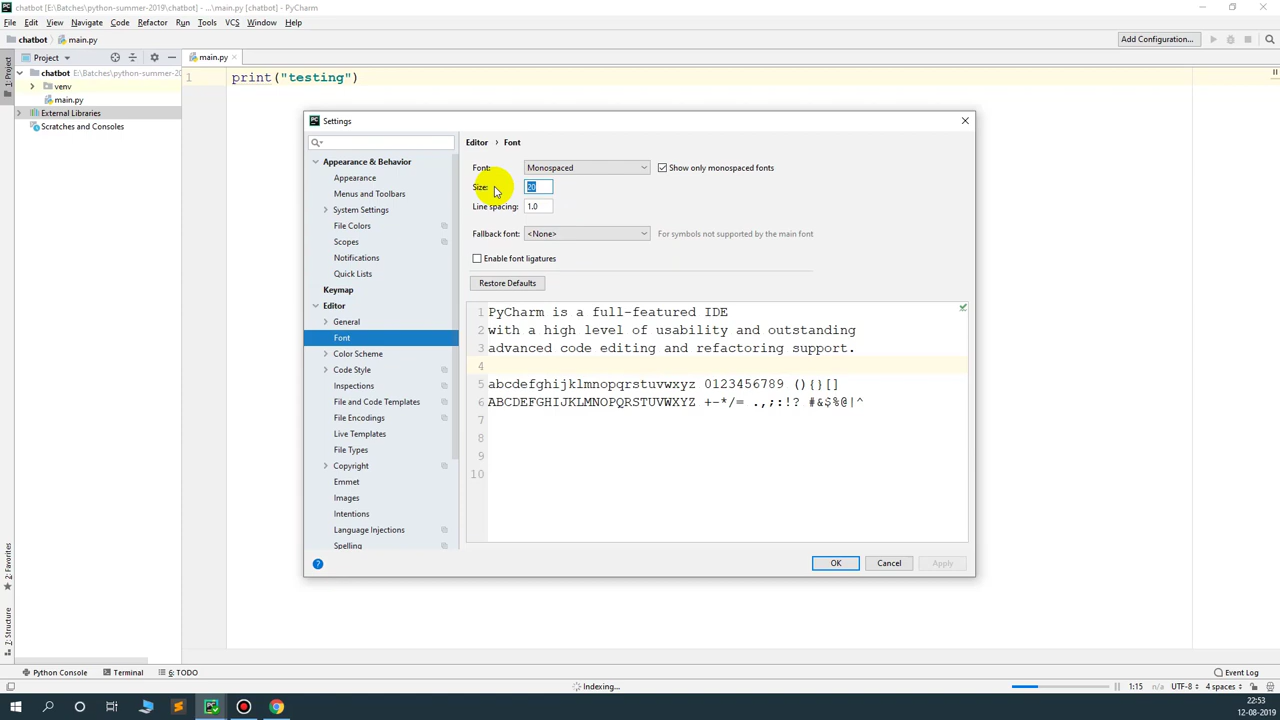 chatbot [E:\Batches\python-summer-2019\chatbot] - ...\main.py [chatbot] - PyCharm
File Edit View Navigate Code Refactor Run Tools VCS Window Help
chatbot main.py
Add Configuration...
1: Project
Project
main.py
chatbot E:\Batches\python-summer-20
venv
main.py
External Libraries
Scratches and Consoles
1 print("testing")
Settings
Appearance & Behavior
Appearance
Menus and Toolbars
System Settings
File Colors
Scopes
Notifications
Quick Lists
Keymap
Editor
General
Font
Color Scheme
Code Style
Inspections
File and Code Templates
File Encodings
Live Templates
File Types
Copyright
Emmet
Images
Intentions
Language Injections
Spelling
Editor › Font
Font: Monospaced Show only monospaced fonts
Size: 20
Line spacing: 1.0
Fallback font: <None> For symbols not supported by the main font
Enable font ligatures
Restore Defaults
1 PyCharm is a full-featured IDE
2 with a high level of usability and outstanding
3 advanced code editing and refactoring support.
4
5 abcdefghijklmnopqrstuvwxyz 0123456789 (){}[]
6 ABCDEFGHIJKLMNOPQRSTUVWXYZ +-*/= .,;:!? #&$%@|^
7
8
9
10
? OK Cancel Apply
2: Favorites
7: Structure
Python Console Terminal 6: TODO Event Log
Indexing... 1:15 n/a UTF-8 4 spaces
22:53
12-08-2019